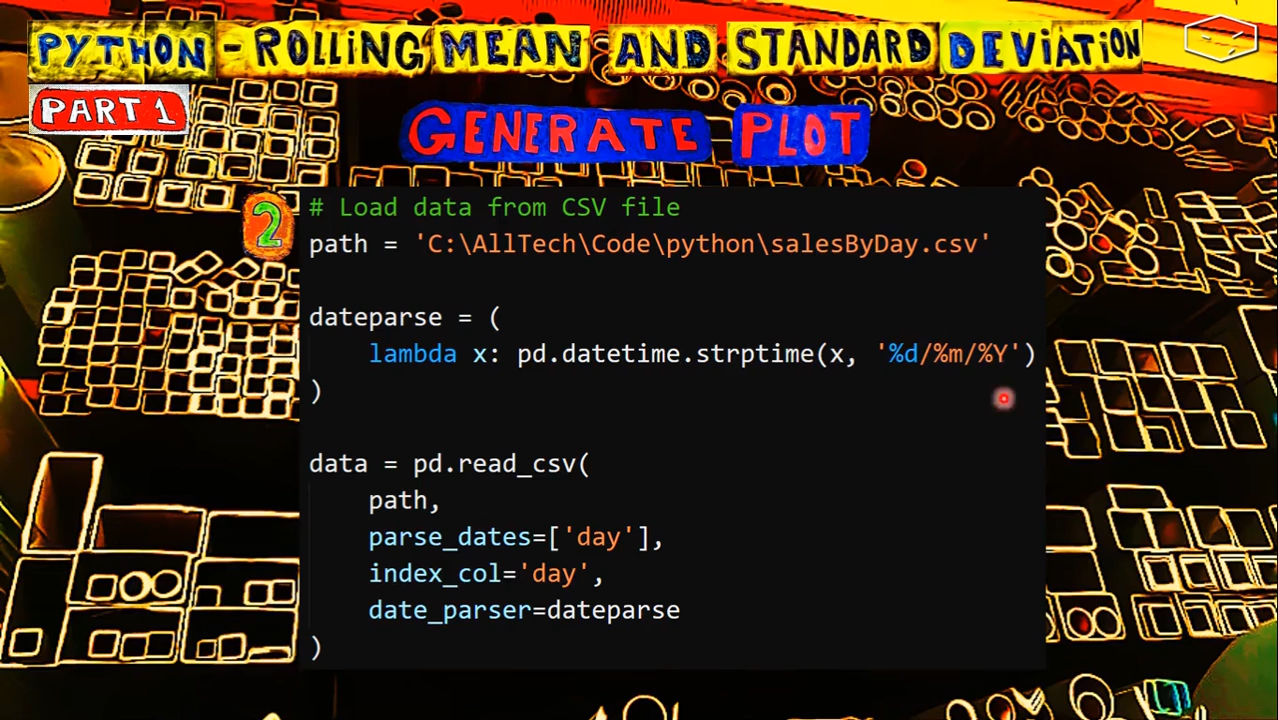 PYTHON - ROLLiNG MEAN AND STANDARD DEViATiON
PART 1
GENERATE PLOT
2
# Load data from CSV file
path = 'C:\AllTech\Code\python\salesByDay.csv'
dateparse = (
lambda x: pd.datetime.strptime(x, '%d/%m/%Y')
)
data = pd.read_csv(
path,
parse_dates=['day'],
index_col='day',
date_parser=dateparse
)